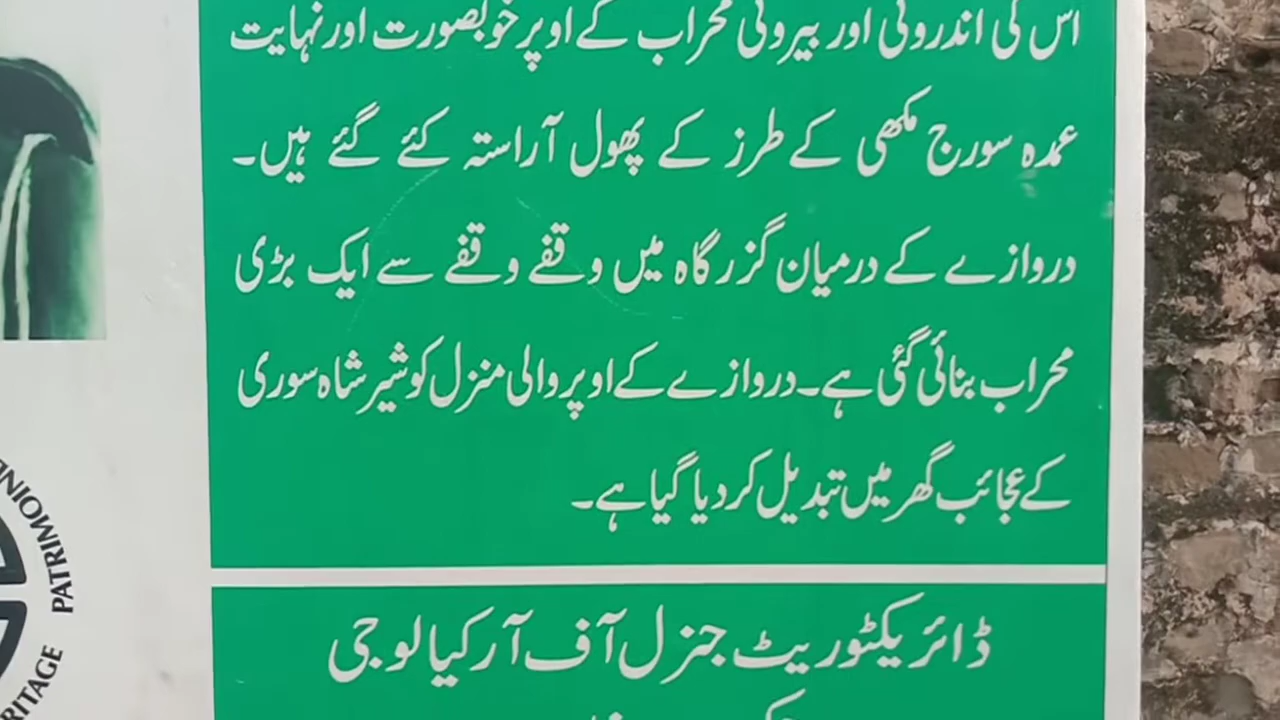 اس کی اندرونی اور بیرونی محراب کے اوپر خوبصورت اور نہایت
عمدہ سورج مکھی کے طرز کے پھول آراستہ کئے گئے ہیں۔
دروازے کے درمیان گزرگاہ میں وقفے وقفے سے ایک بڑی
محراب بنائی گئی ہے۔ دروازے کے اوپر والی منزل کو شیر شاہ سوری
کے عجائب گھر میں تبدیل کر دیا گیا ہے۔
ڈائریکٹوریٹ جنرل آف آرکیالوجی
PATRIMOINE
RITAGE